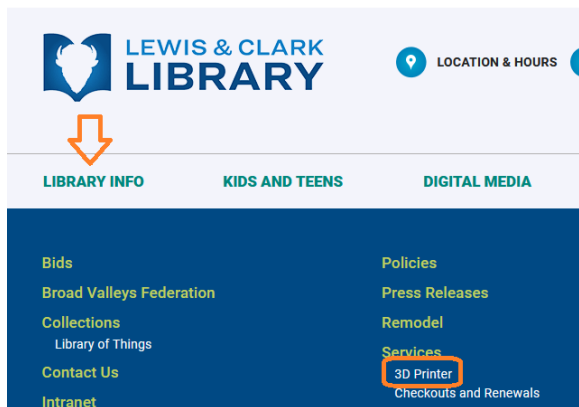 LEWIS & CLARK
LIBRARY
LOCATION & HOURS
LIBRARY INFO
KIDS AND TEENS
DIGITAL MEDIA
Bids
Broad Valleys Federation
Collections
Library of Things
Contact Us
Intranet
Policies
Press Releases
Remodel
Services
3D Printer
Checkouts and Renewals